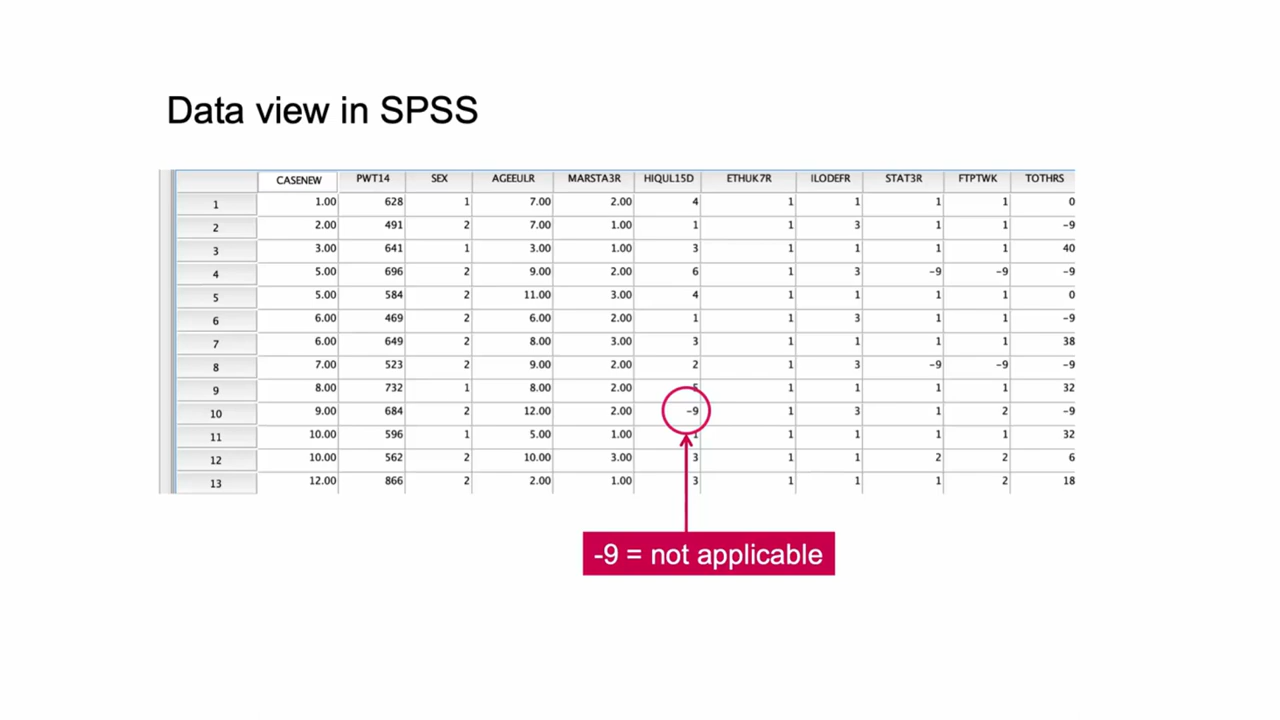 Data view in SPSS
CASENEW PWT14 SEX AGEEULR MARSTA3R HIQUL15D ETHUK7R ILODEFR STAT3R FTPTWK TOTHRS
1 1.00 628 1 7.00 2.00 4 1 1 1 1 0
2 2.00 491 2 7.00 1.00 1 1 3 1 1 -9
3 3.00 641 1 3.00 1.00 3 1 1 1 1 40
4 5.00 696 2 9.00 2.00 6 1 3 -9 -9 -9
5 5.00 584 2 11.00 3.00 4 1 1 1 1 0
6 6.00 469 2 6.00 2.00 1 1 3 1 1 -9
7 6.00 649 2 8.00 3.00 3 1 1 1 1 38
8 7.00 523 2 9.00 2.00 2 1 3 -9 -9 -9
9 8.00 732 1 8.00 2.00 5 1 1 1 1 32
10 9.00 684 2 12.00 2.00 -9 1 3 1 2 -9
11 10.00 596 1 5.00 1.00 1 1 1 1 1 32
12 10.00 562 2 10.00 3.00 3 1 1 2 2 6
13 12.00 866 2 2.00 1.00 3 1 1 1 2 18
-9 = not applicable